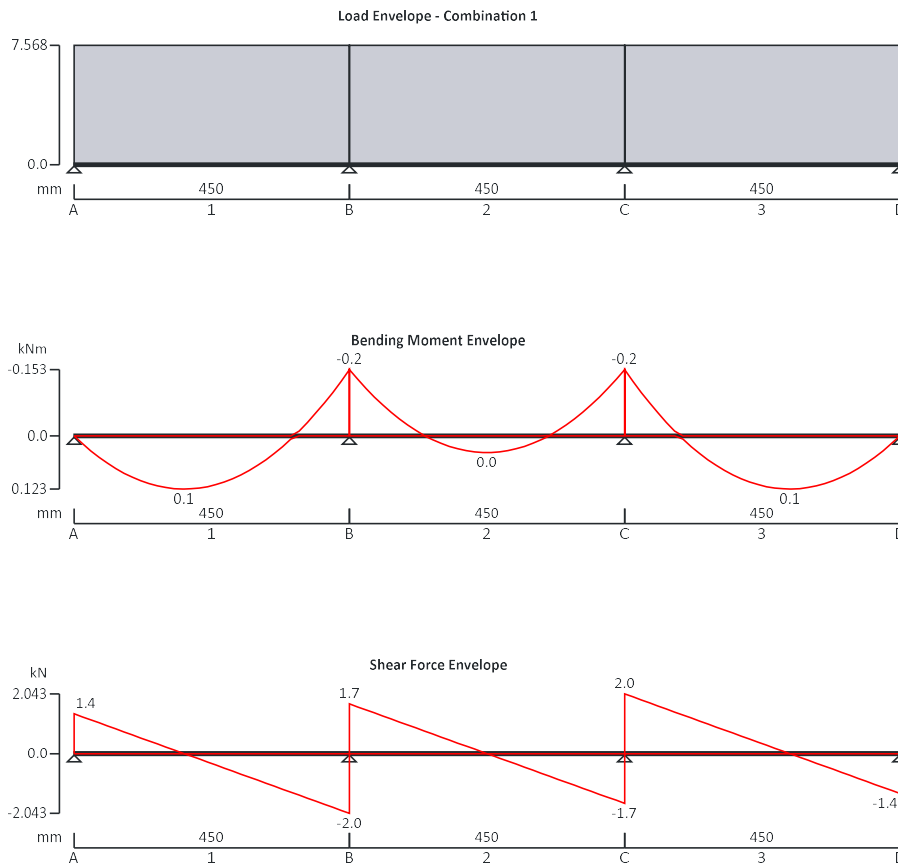 Load Envelope - Combination 1
7.568
0.0
mm 450 450 450
A 1 B 2 C 3 D
Bending Moment Envelope
kNm
-0.2 -0.2
-0.153
0.0
0.0
0.123
0.1 0.1
mm 450 450 450
A 1 B 2 C 3 D
Shear Force Envelope
kN
2.0
2.043 1.4 1.7
0.0
-2.043 -2.0 -1.7 -1.4
mm 450 450 450
A 1 B 2 C 3 D